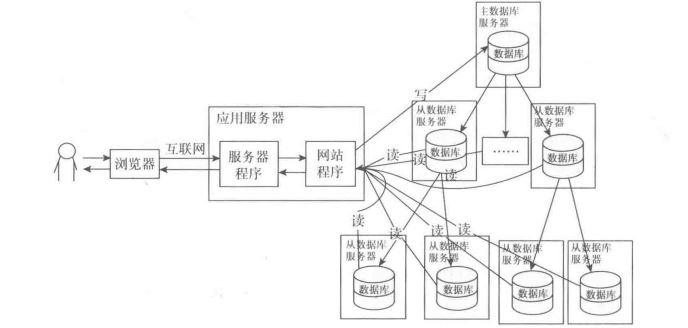 主数据库
服务器
数据库
写
应用服务器
从数据库
服务器
数据库
……
从数据库
服务器
数据库
互联网
浏览器
服务器
程序
网站
程序
读
读
读
读
读
读
读
从数据库
服务器
数据库
从数据库
服务器
数据库
从数据库
服务器
数据库
从数据库
服务器
数据库